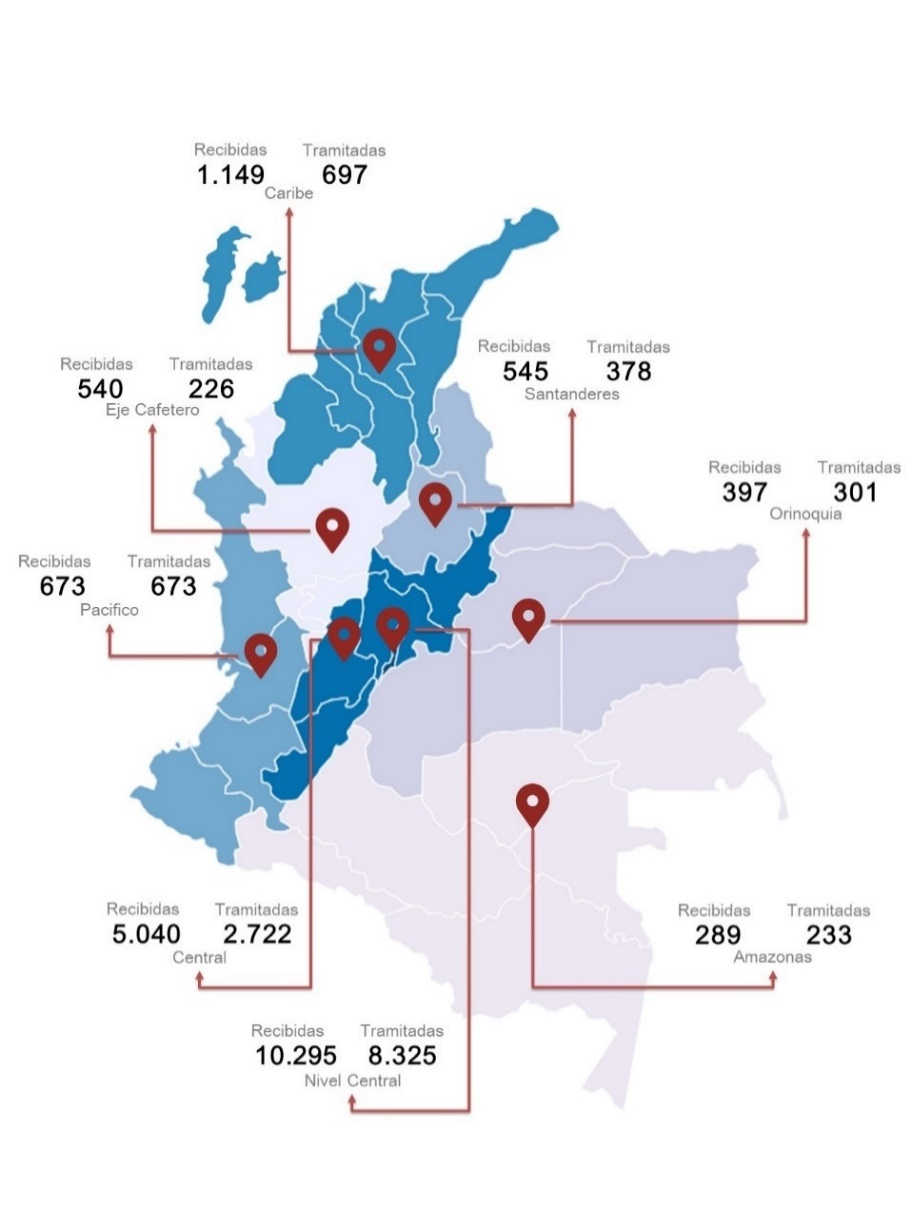 Recibidas Tramitadas
1.149 697
Caribe
Recibidas Tramitadas
545 378
Santanderes
Recibidas Tramitadas
540 226
Eje Cafetero
Recibidas Tramitadas
397 301
Orinoquia
Recibidas Tramitadas
673 673
Pacifico
Recibidas Tramitadas
5.040 2.722
Central
Recibidas Tramitadas
289 233
Amazonas
Recibidas Tramitadas
10.295 8.325
Nivel Central